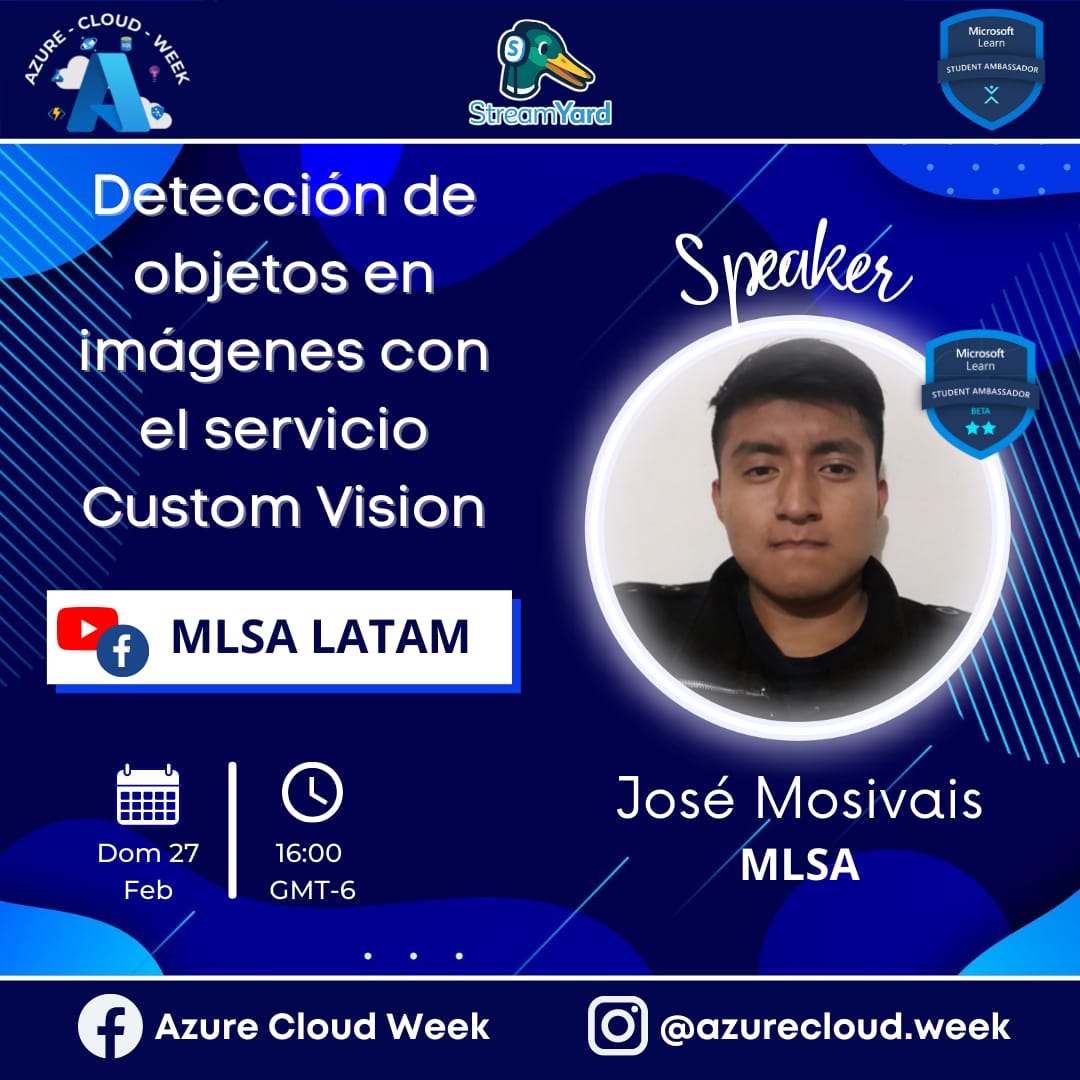 AZURE - CLOUD - WEEK
StreamYard
Microsoft
Learn
STUDENT AMBASSADOR
Detección de
objetos en
imágenes con
el servicio
Custom Vision
Speaker
Microsoft
Learn
STUDENT AMBASSADOR
BETA
MLSA LATAM
José Mosivais
MLSA
Dom 27
Feb
16:00
GMT-6
Azure Cloud Week
@azurecloud.week